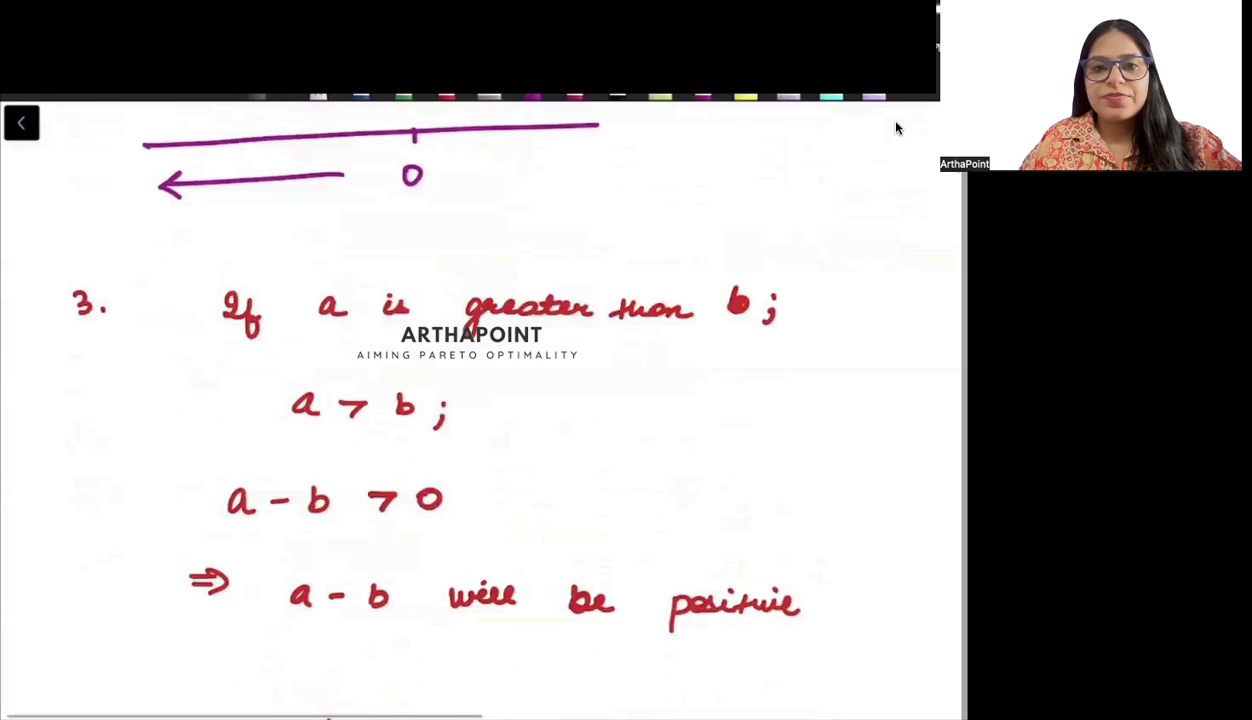 ArthaPoint
0
3. If a is greater than b ;
ARTHAPOINT
AIMING PARETO OPTIMALITY
a > b ;
a - b > 0
⇒ a - b will be positive